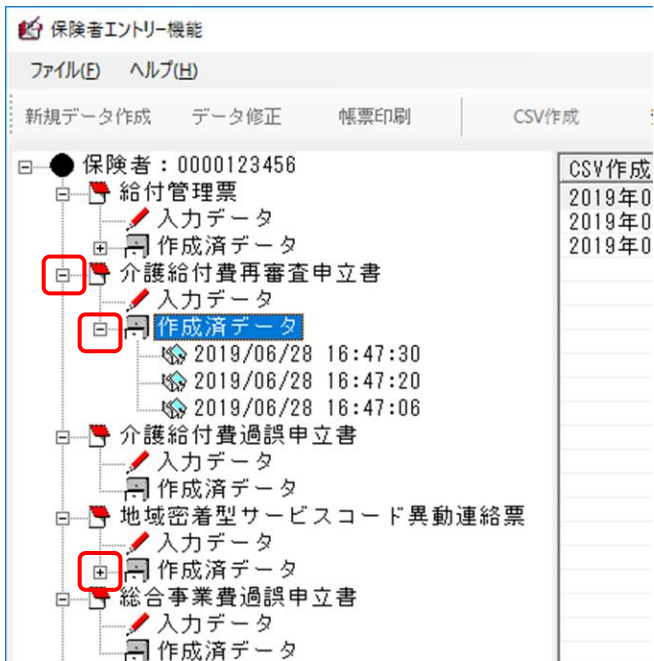 保険者エントリー機能
ファイル(F) ヘルプ(H)
新規データ作成 データ修正 帳票印刷 CSV作成
保険者：0000123456
給付管理票
入力データ
作成済データ
介護給付費再審査申立書
入力データ
作成済データ
2019/06/28 16:47:30
2019/06/28 16:47:20
2019/06/28 16:47:06
介護給付費過誤申立書
入力データ
作成済データ
地域密着型サービスコード異動連絡票
入力データ
作成済データ
総合事業費過誤申立書
入力データ
作成済データ
CSV作成
2019年0
2019年0
2019年0